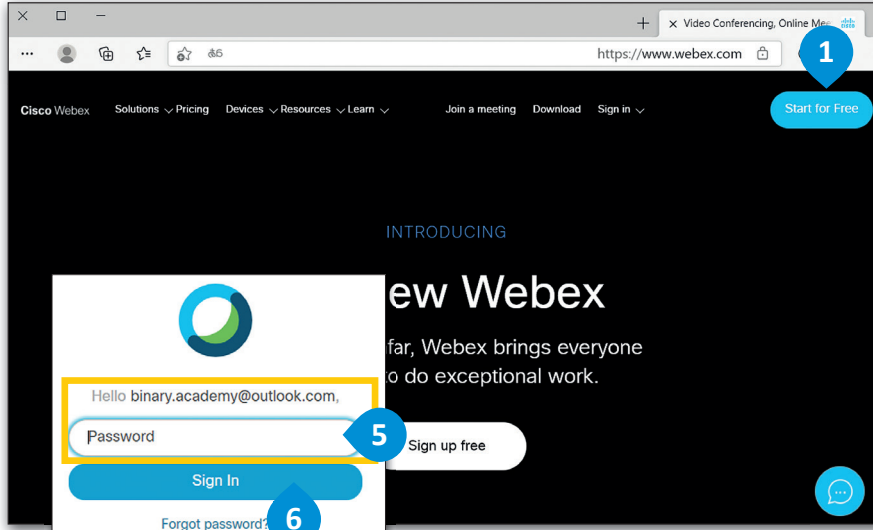 Video Conferencing, Online Mee
https://www.webex.com
1
Cisco Webex Solutions Pricing Devices Resources Learn Join a meeting Download Sign in Start for Free
INTRODUCING
ew Webex
far, Webex brings everyone
to do exceptional work.
Sign up free
Hello binary.academy@outlook.com,
Password
5
Sign In
Forgot password?
6